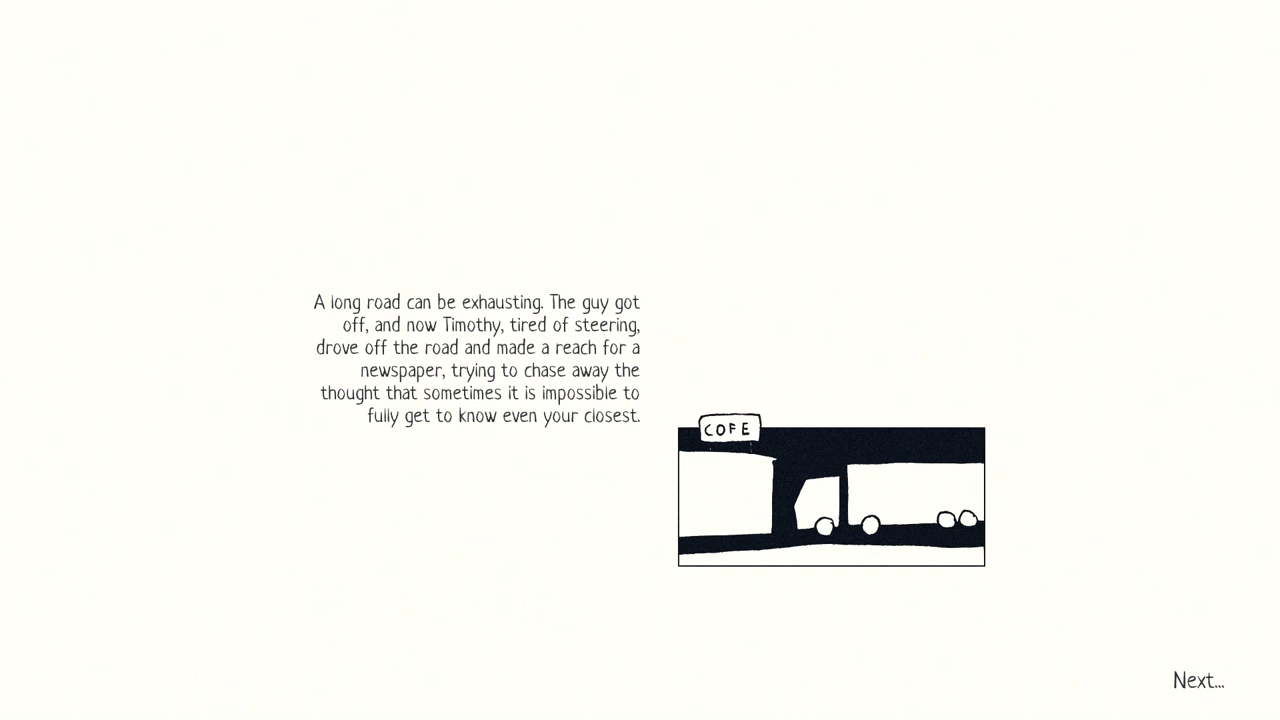 A long road can be exhausting. The guy got
off, and now Timothy, tired of steering,
drove off the road and made a reach for a
newspaper, trying to chase away the
thought that sometimes it is impossible to
fully get to know even your closest.
COFE
Next...